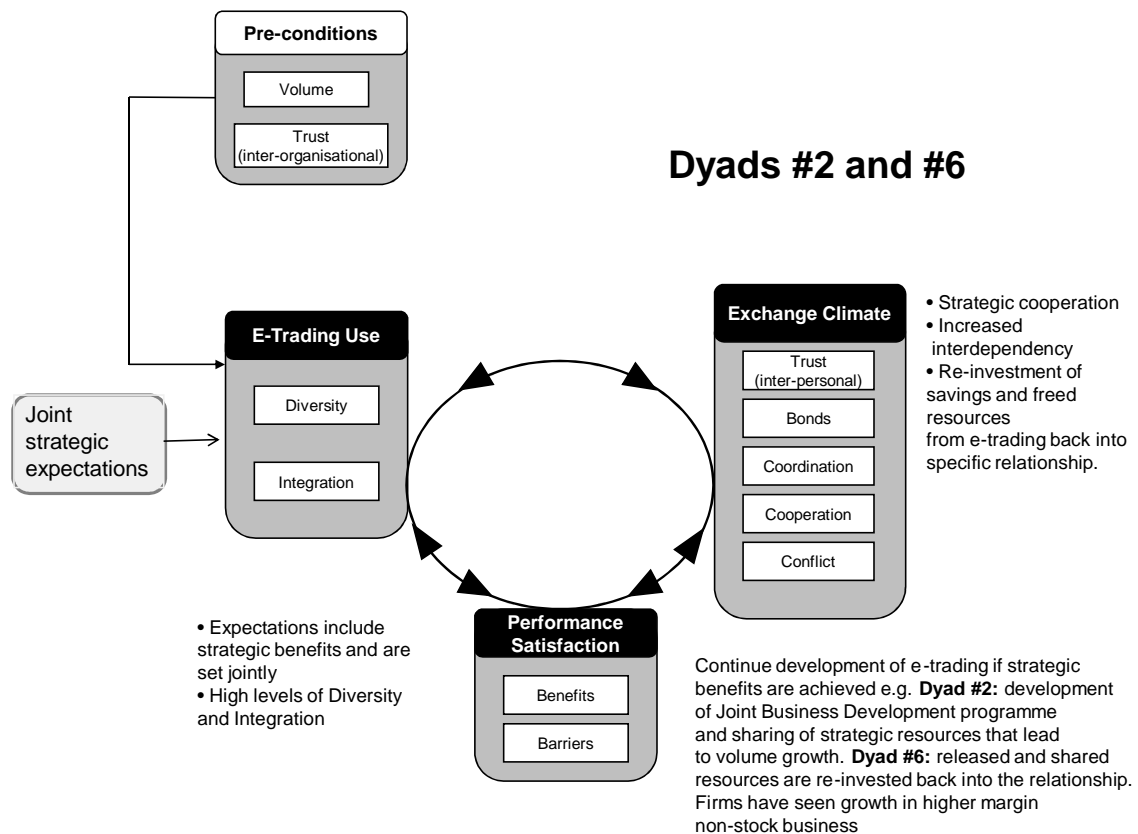 Pre-conditions
Volume
Trust
(inter-organisational)
Dyads #2 and #6
E-Trading Use
Diversity
Integration
Joint
strategic
expectations
Exchange Climate
Trust
(inter-personal)
Bonds
Coordination
Cooperation
Conflict
• Strategic cooperation
• Increased
interdependency
• Re-investment of
savings and freed
resources
from e-trading back into
specific relationship.
• Expectations include
strategic benefits and are
set jointly
• High levels of Diversity
and Integration
Performance
Satisfaction
Benefits
Barriers
Continue development of e-trading if strategic
benefits are achieved e.g. Dyad #2: development
of Joint Business Development programme
and sharing of strategic resources that lead
to volume growth. Dyad #6: released and shared
resources are re-invested back into the relationship.
Firms have seen growth in higher margin
non-stock business